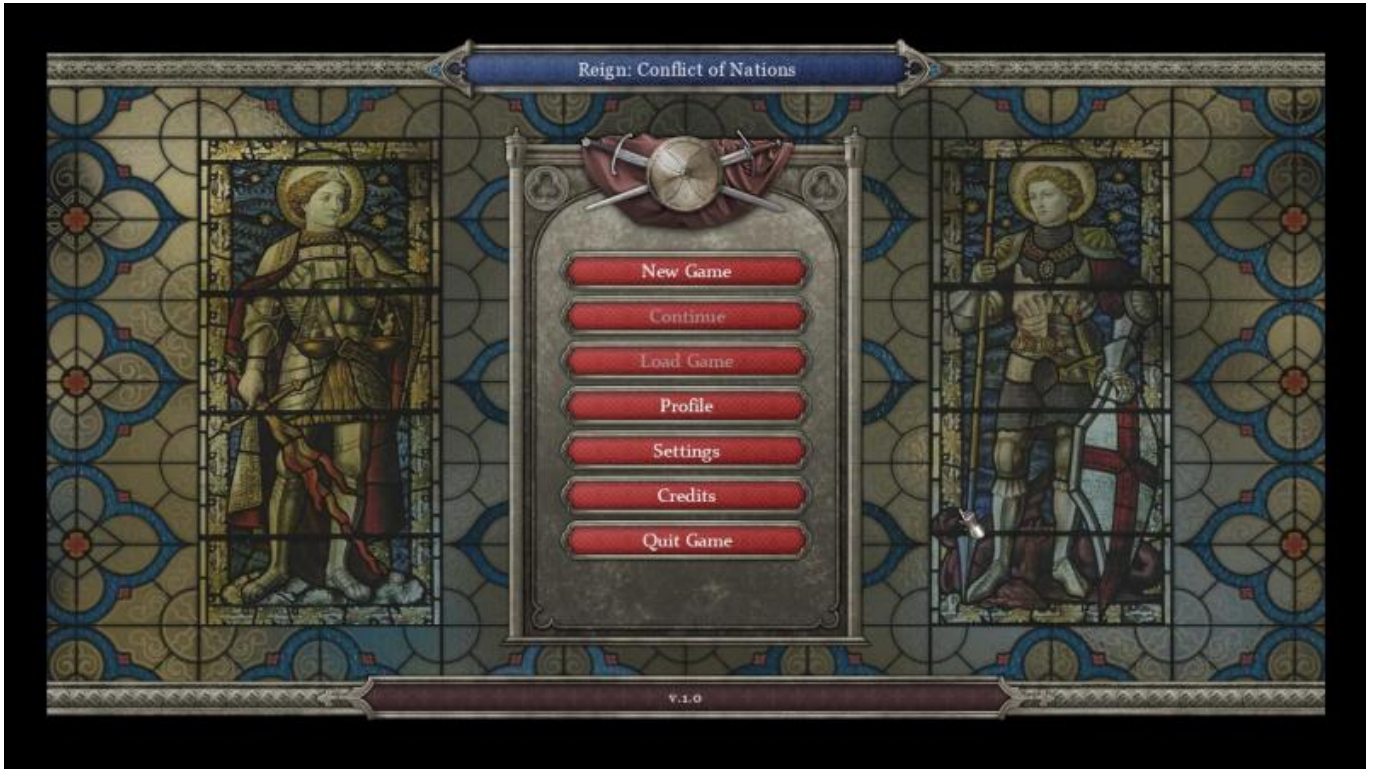 Reign: Conflict of Nations
New Game
Continue
Load Game
Profile
Settings
Credits
Quit Game
v.1.0